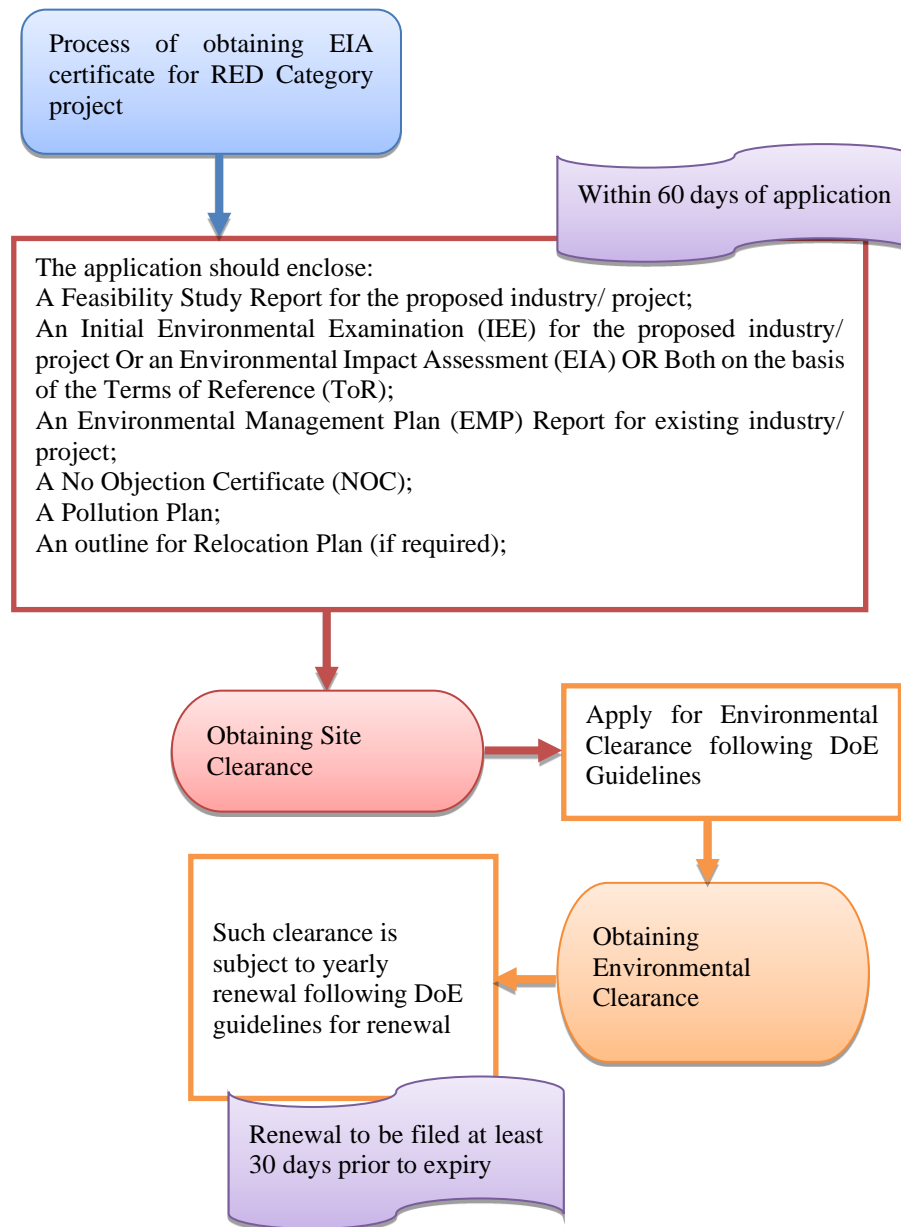 Process of obtaining EIA
certificate for RED Category
project
Within 60 days of application
The application should enclose:
A Feasibility Study Report for the proposed industry/ project;
An Initial Environmental Examination (IEE) for the proposed industry/
project Or an Environmental Impact Assessment (EIA) OR Both on the basis
of the Terms of Reference (ToR);
An Environmental Management Plan (EMP) Report for existing industry/
project;
A No Objection Certificate (NOC);
A Pollution Plan;
An outline for Relocation Plan (if required);
Obtaining Site
Clearance
Apply for Environmental
Clearance following DoE
Guidelines
Obtaining
Environmental
Clearance
Such clearance is
subject to yearly
renewal following DoE
guidelines for renewal
Renewal to be filed at least
30 days prior to expiry